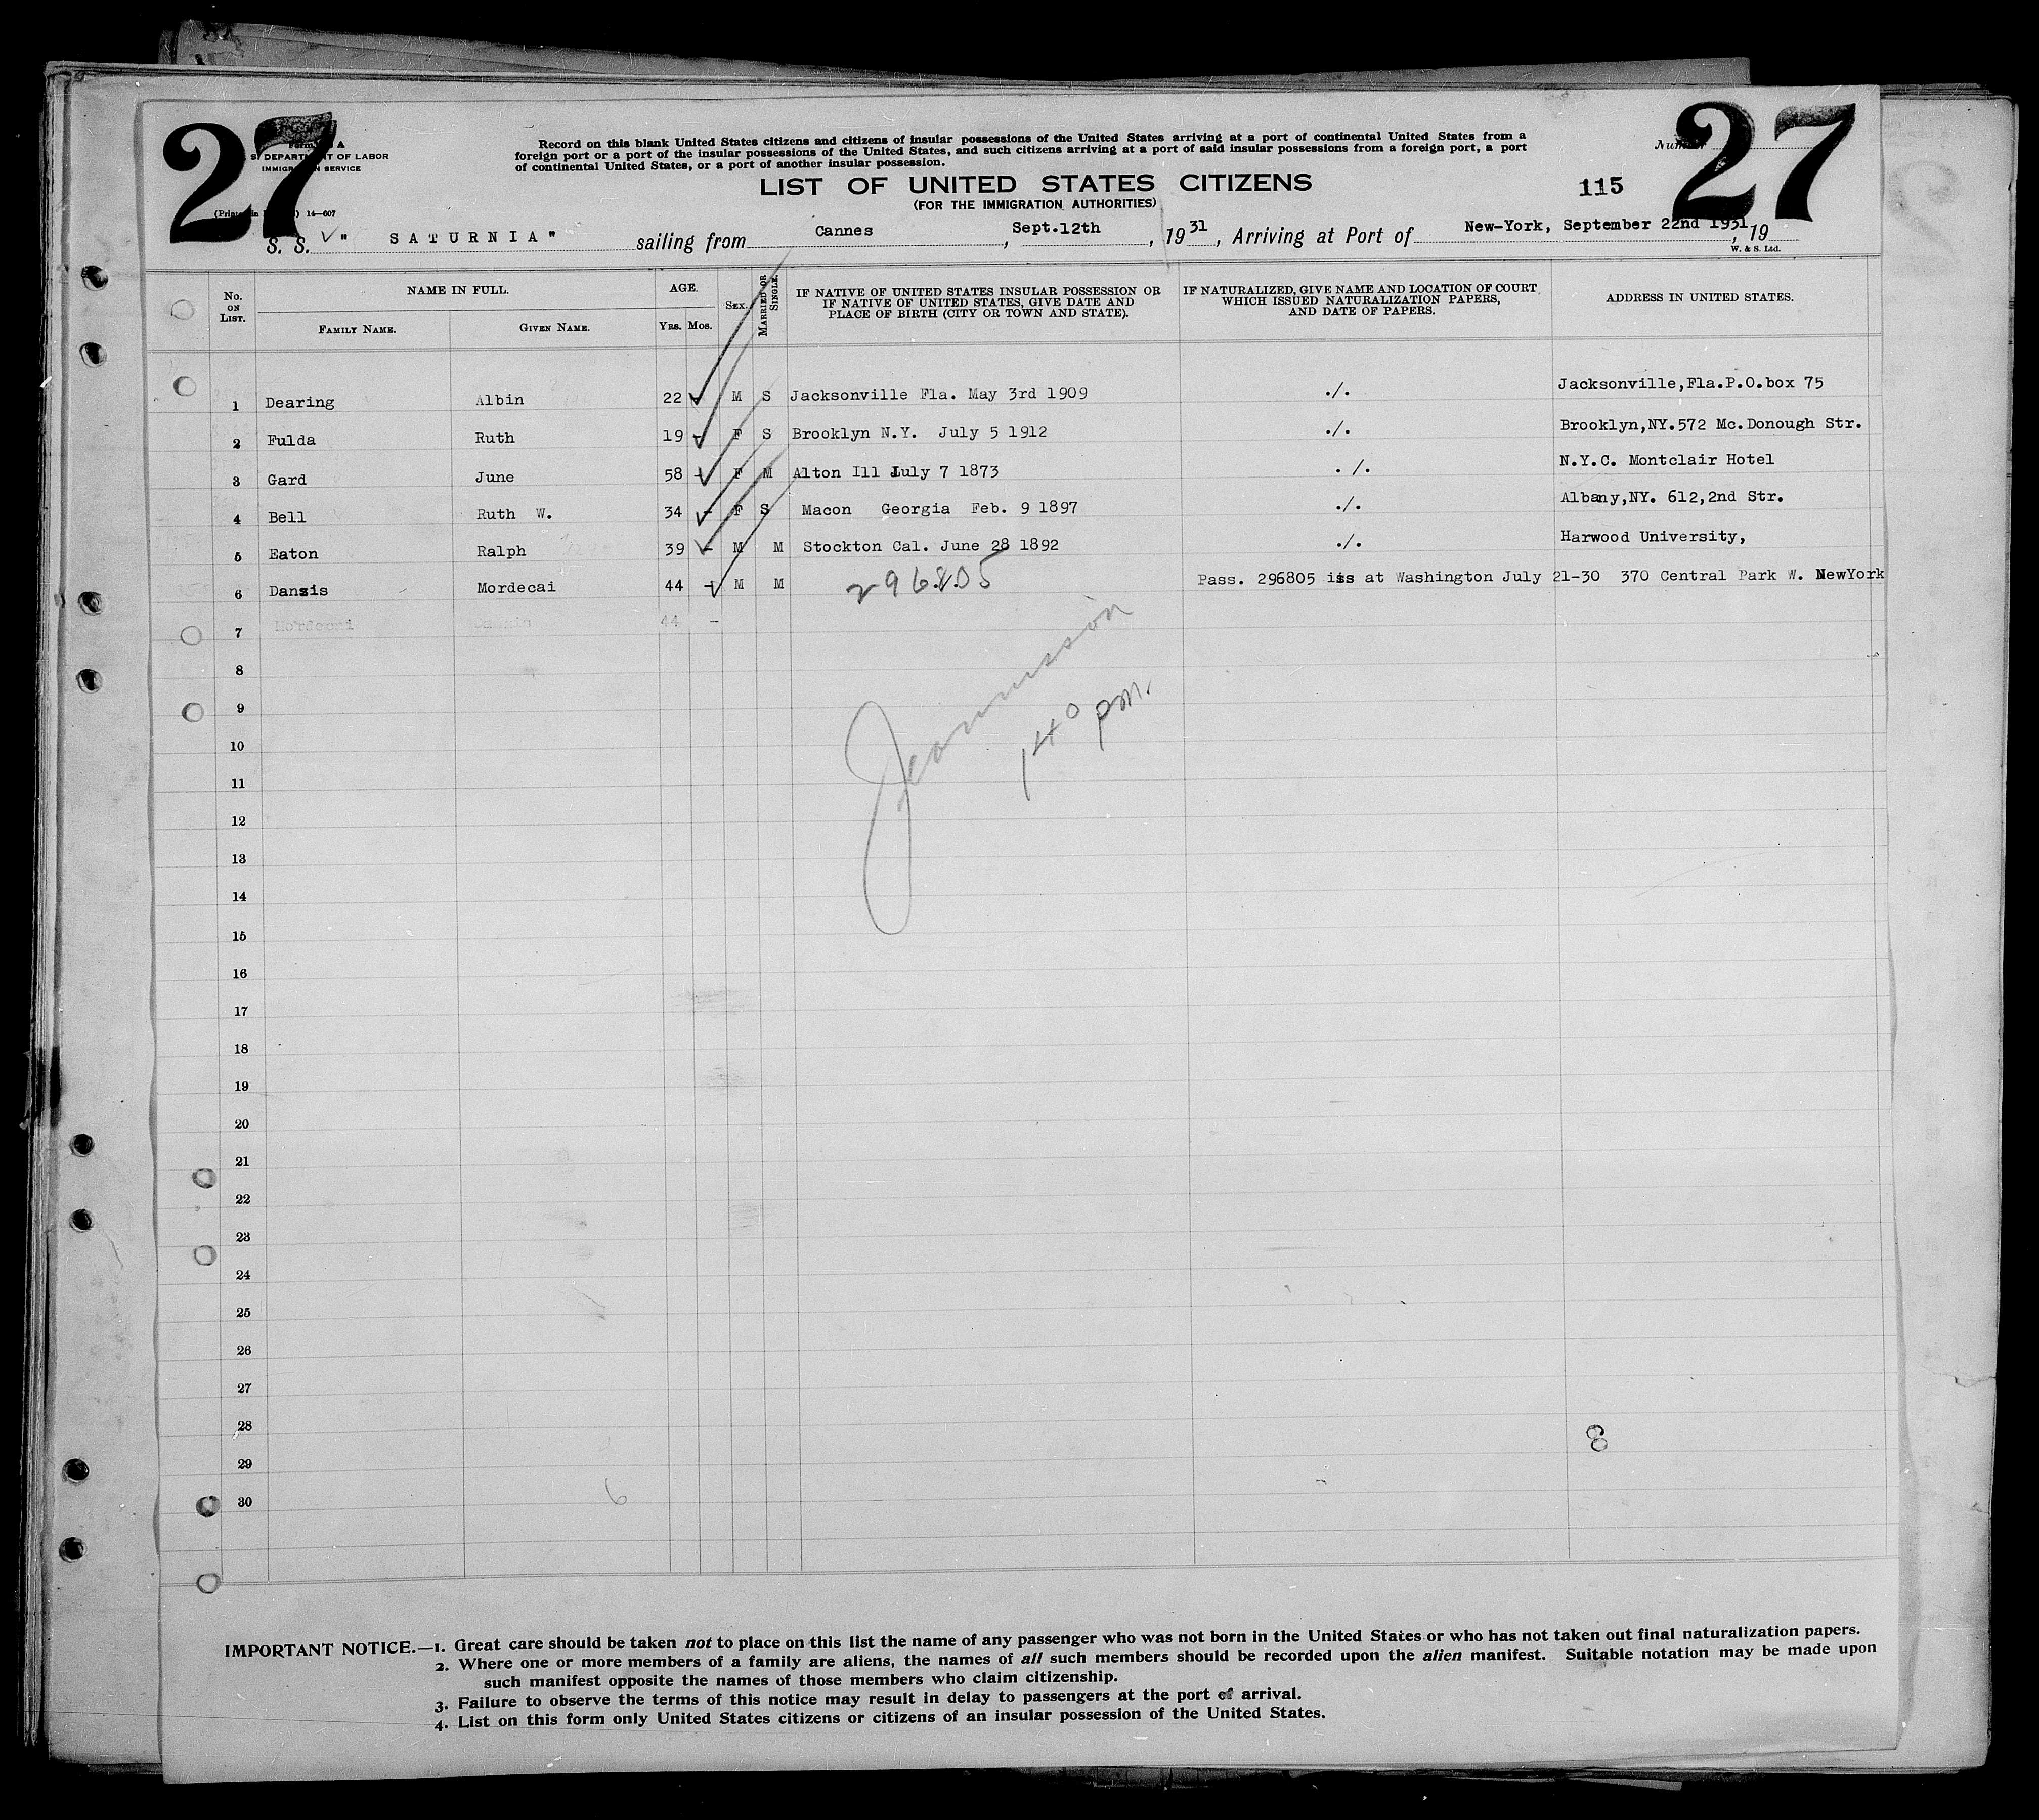 27
27
Form A
S. DEPARTMENT OF LABOR
IMMIGRATION SERVICE
14—607
Record on this blank United States citizens and citizens of insular possessions of the United States arriving at a port of continental United States from a
foreign port or a port of the insular possessions of the United States, and such citizens arriving at a port of said insular possessions from a foreign port, a port
of continental United States, or a port of another insular possession.
Number
LIST OF UNITED STATES CITIZENS
(FOR THE IMMIGRATION AUTHORITIES)
115
S. S. " SATURNIA" sailing from Cannes, Sept.12th, 1931, Arriving at Port of New-York, September 22nd 1931, 19
W. & S. Ltd.
No. ON LIST. NAME IN FULL. AGE. SEX. MARRIED OR SINGLE. IF NATIVE OF UNITED STATES INSULAR POSSESSION OR IF NATIVE OF UNITED STATES, GIVE DATE AND PLACE OF BIRTH (CITY OR TOWN AND STATE). IF NATURALIZED, GIVE NAME AND LOCATION OF COURT WHICH ISSUED NATURALIZATION PAPERS, AND DATE OF PAPERS. ADDRESS IN UNITED STATES.
FAMILY NAME. GIVEN NAME. YRS. MOS.
1 Dearing Albin 22 M S Jacksonville Fla. May 3rd 1909 ./. Jacksonville,Fla.P.O.box 75
2 Fulda Ruth 19 - F S Brooklyn N.Y. July 5 1912 ./. Brooklyn,NY.572 Mc.Donough Str.
3 Gard June 58 - F M Alton Ill July 7 1873 ./. N.Y.C. Montclair Hotel
4 Bell Ruth W. 34 - F S Macon Georgia Feb. 9 1897 ./. Albany,NY. 612,2nd Str.
5 Eaton Ralph 39 - M M Stockton Cal. June 28 1892 ./. Harwood University,
6 Danzis Mordecai 44 - M M 296805 Pass. 296805 iss at Washington July 21-30 370 Central Park W. NewYork
7 Mordecai 44 -
8
9
140 pm.
10
11
12
13
14
15
16
17
18
19
20
21
22
23
24
25
26
27
28
8
29
30
6
IMPORTANT NOTICE.—1. Great care should be taken not to place on this list the name of any passenger who was not born in the United States or who has not taken out final naturalization papers.
2. Where one or more members of a family are aliens, the names of all such members should be recorded upon the alien manifest. Suitable notation may be made upon
such manifest opposite the names of those members who claim citizenship.
3. Failure to observe the terms of this notice may result in delay to passengers at the port of arrival.
4. List on this form only United States citizens or citizens of an insular possession of the United States.